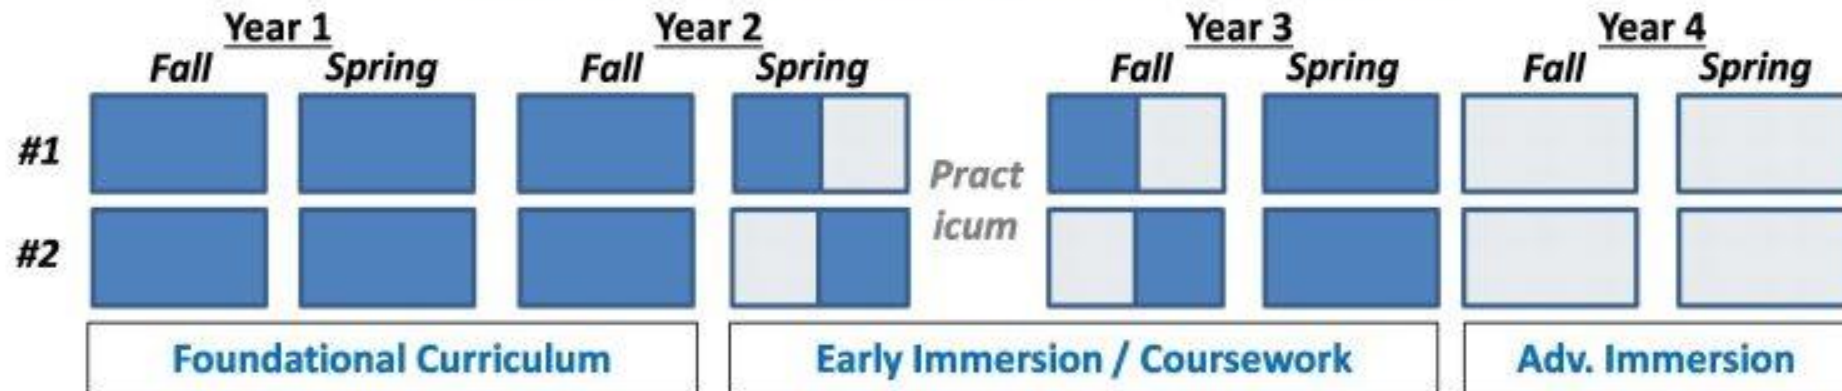 Year 1 Year 2 Year 3 Year 4
Fall Spring Fall Spring Fall Spring Fall Spring
#1
Pract
icum
#2
Foundational Curriculum Early Immersion / Coursework Adv. Immersion